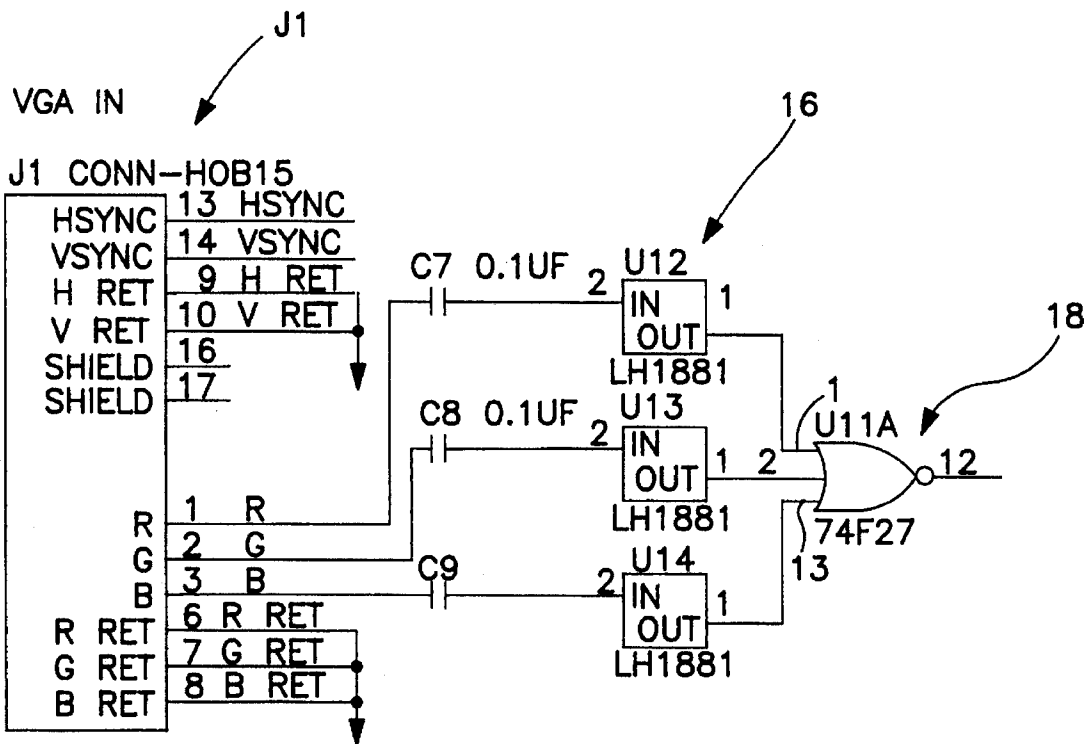 J1
VGA IN
16
J1 CONN-HOB15
HSYNC 13 HSYNC
VSYNC 14 VSYNC
H RET 9 H RET
V RET 10 V RET
SHIELD 16
SHIELD 17
C7 0.1UF
2 U12 1
IN
OUT
LH1881
18
C8 0.1UF
2 U13 1
IN
OUT
LH1881
1
U11A
2
12
13
74F27
R 1 R
G 2 G
B 3 B
C9
2 U14 1
IN
OUT
LH1881
R RET 6 R RET
G RET 7 G RET
B RET 8 B RET